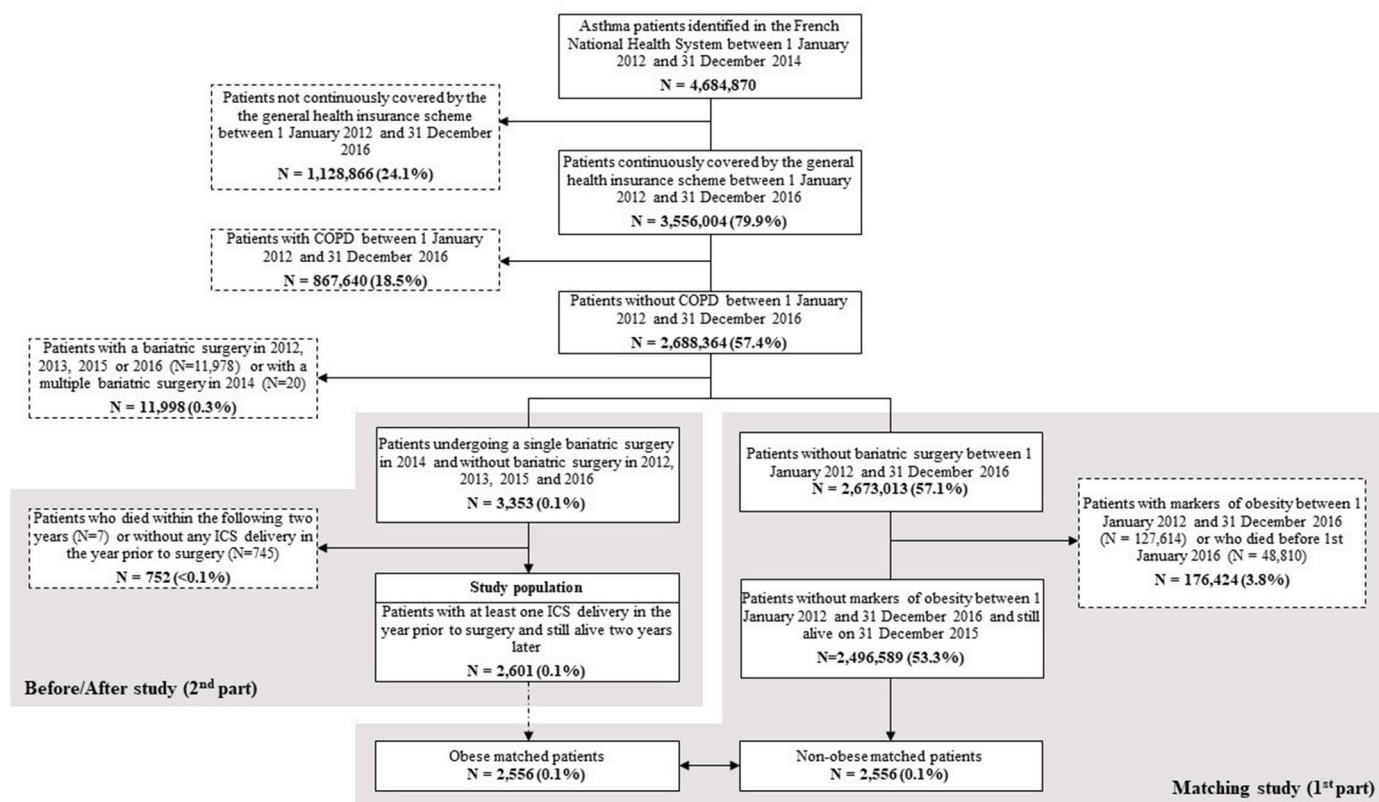 Asthma patients identified in the French
National Health System between 1 January
2012 and 31 December 2014
N = 4,684,870
Patients not continuously covered by the
the general health insurance scheme
between 1 January 2012 and 31 December
2016
N = 1,128,866 (24.1%)
Patients continuously covered by the general
health insurance scheme between 1 January
2012 and 31 December
2016
N = 3,556,004 (79.9%)
Patients with COPD between 1 January
2012 and 31 December 2016
N = 867,640 (18.5%)
Patients without COPD between 1 January
2012 and 31 December 2016
N = 2,688,364 (57.4%)
Patients with a bariatric surgery in 2012,
2013, 2015 or 2016 (N=11,978) or with a
multiple bariatric surgery in 2014 (N=20)
N = 11,998 (0.3%)
Patients undergoing a single bariatric surgery
in 2014 and without bariatric surgery in 2012,
2013, 2015 and 2016
N = 3,353 (0.1%)
Patients without bariatric surgery between 1
January 2012 and 31 December 2016
N = 2,673,013 (57.1%)
Patients who died within the following two
years (N=7) or without any ICS delivery in
the year prior to surgery (N=745)
N = 752 (<0.1%)
Patients with markers of obesity between 1
January 2012 and 31 December 2016
(N = 127,614) or who died before 1st
January 2016 (N = 48,810)
N = 176,424 (3.8%)
Study population
Patients with at least one ICS delivery in the
year prior to surgery and still alive two years
later
N = 2,601 (0.1%)
Patients without markers of obesity between 1
January 2012 and 31 December 2016 and still
alive on 31 December 2015
N=2,496,589 (53.3%)
Before/After study (2nd part)
Obese matched patients
N = 2,556 (0.1%)
Non-obese matched patients
N = 2,556 (0.1%)
Matching study (1st part)